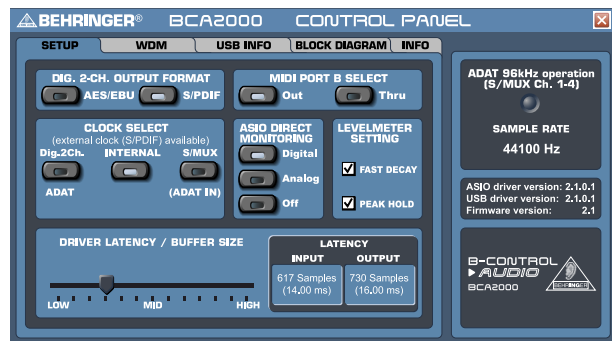 BEHRINGER® BCA2000 CONTROL PANEL
SETUP WDM USB INFO BLOCK DIAGRAM INFO
DIG. 2-CH. OUTPUT FORMAT
AES/EBU S/PDIF
MIDI PORT B SELECT
Out Thru
CLOCK SELECT
(external clock (S/PDIF) available)
Dig.2Ch. INTERNAL S/MUX
ADAT (ADAT IN)
ASIO DIRECT
MONITORING
Digital
Analog
Off
LEVELMETER
SETTING
FAST DECAY
PEAK HOLD
DRIVER LATENCY / BUFFER SIZE
LOW MID HIGH
LATENCY
INPUT OUTPUT
617 Samples 730 Samples
(14.00 ms) (16.00 ms)
ADAT 96kHz operation
(S/MUX Ch. 1-4)
SAMPLE RATE
44100 Hz
ASIO driver version: 2.1.0.1
USB driver version: 2.1.0.1
Firmware version: 2.1
B-CONTROL
AUDIO
BCA2000
BEHRINGER